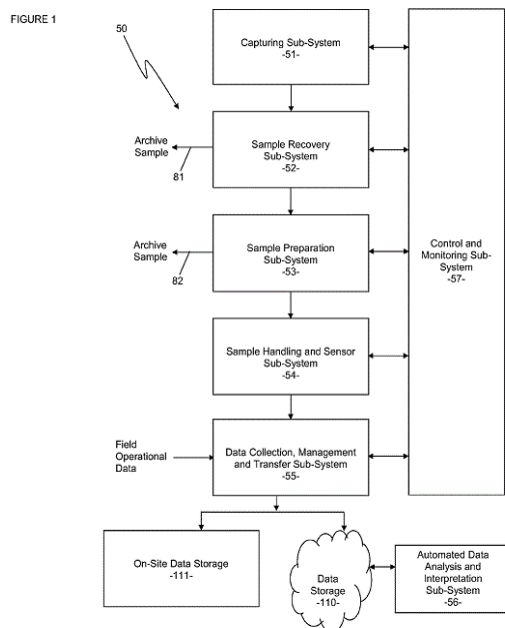 FIGURE 1
50
Capturing Sub-System
-51-
Archive
Sample
81
Sample Recovery
Sub-System
-52-
Archive
Sample
82
Sample Preparation
Sub-System
-53-
Control and
Monitoring Sub-
System
-57-
Sample Handling and Sensor
Sub-System
-54-
Field
Operational
Data
Data Collection, Management
and Transfer Sub-System
-55-
On-Site Data Storage
-111-
Data
Storage
-110-
Automated Data
Analysis and
Interpretation
Sub-System
-56-